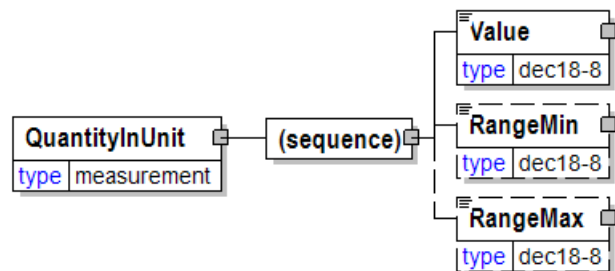 Value
type dec18-8
QuantityInUnit
type measurement
(sequence)
RangeMin
type dec18-8
RangeMax
type dec18-8